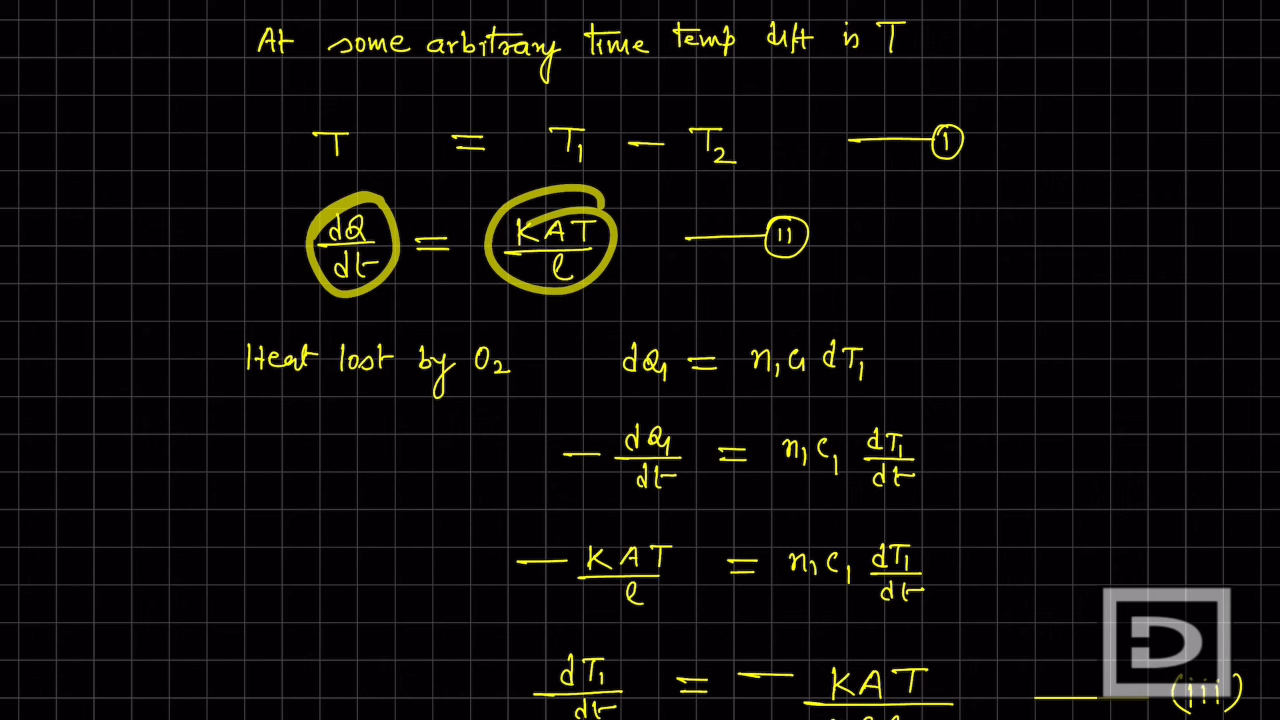 At some arbitrary time temp diff is T
T = T₁ − T₂ —— (I)
dQ/dt = KAT/l —— (II)
Heat lost by O₂ dQ₁ = n₁c₁ dT₁
− dQ₁/dt = n₁c₁ dT₁/dt
− KAT/l = n₁c₁ dT₁/dt
dT₁/dt = − KAT —— (iii)